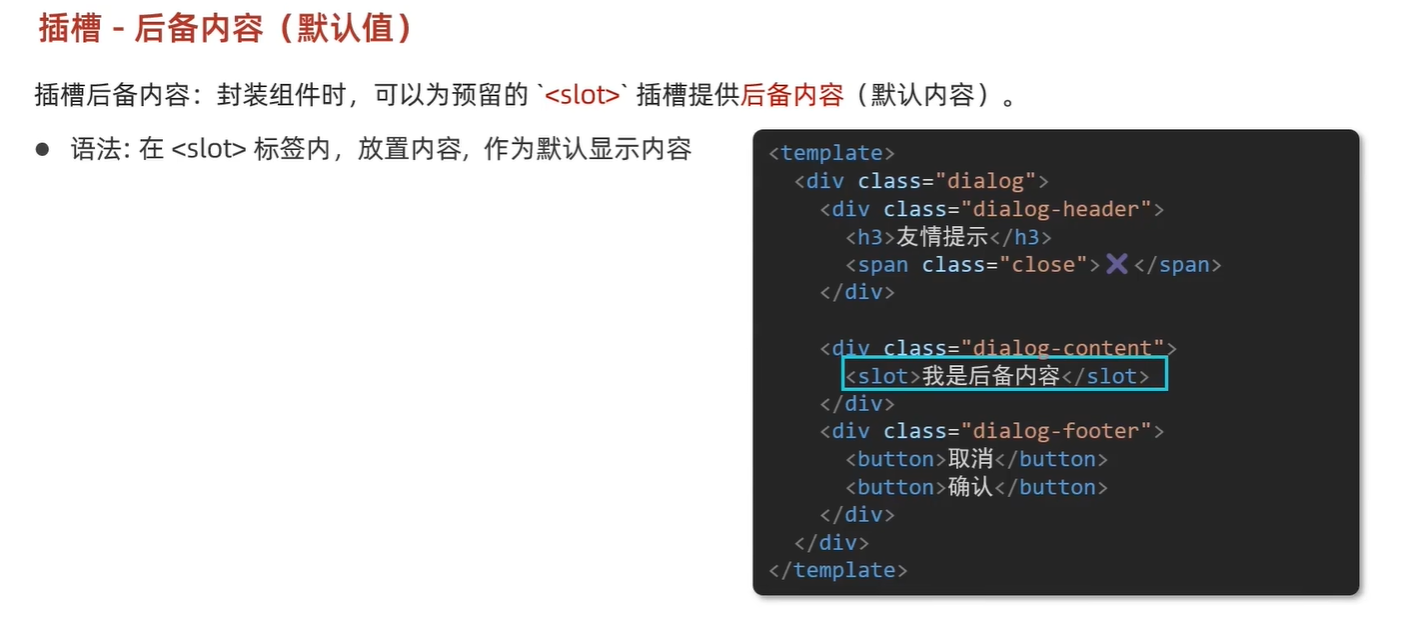 插槽 - 后备内容（默认值）
插槽后备内容：封装组件时，可以为预留的 `<slot>` 插槽提供后备内容（默认内容）。
● 语法: 在 <slot> 标签内，放置内容, 作为默认显示内容
<template>
  <div class="dialog">
    <div class="dialog-header">
      <h3>友情提示</h3>
      <span class="close">✖️</span>
    </div>

    <div class="dialog-content">
      <slot>我是后备内容</slot>
    </div>
    <div class="dialog-footer">
      <button>取消</button>
      <button>确认</button>
    </div>
  </div>
</template>